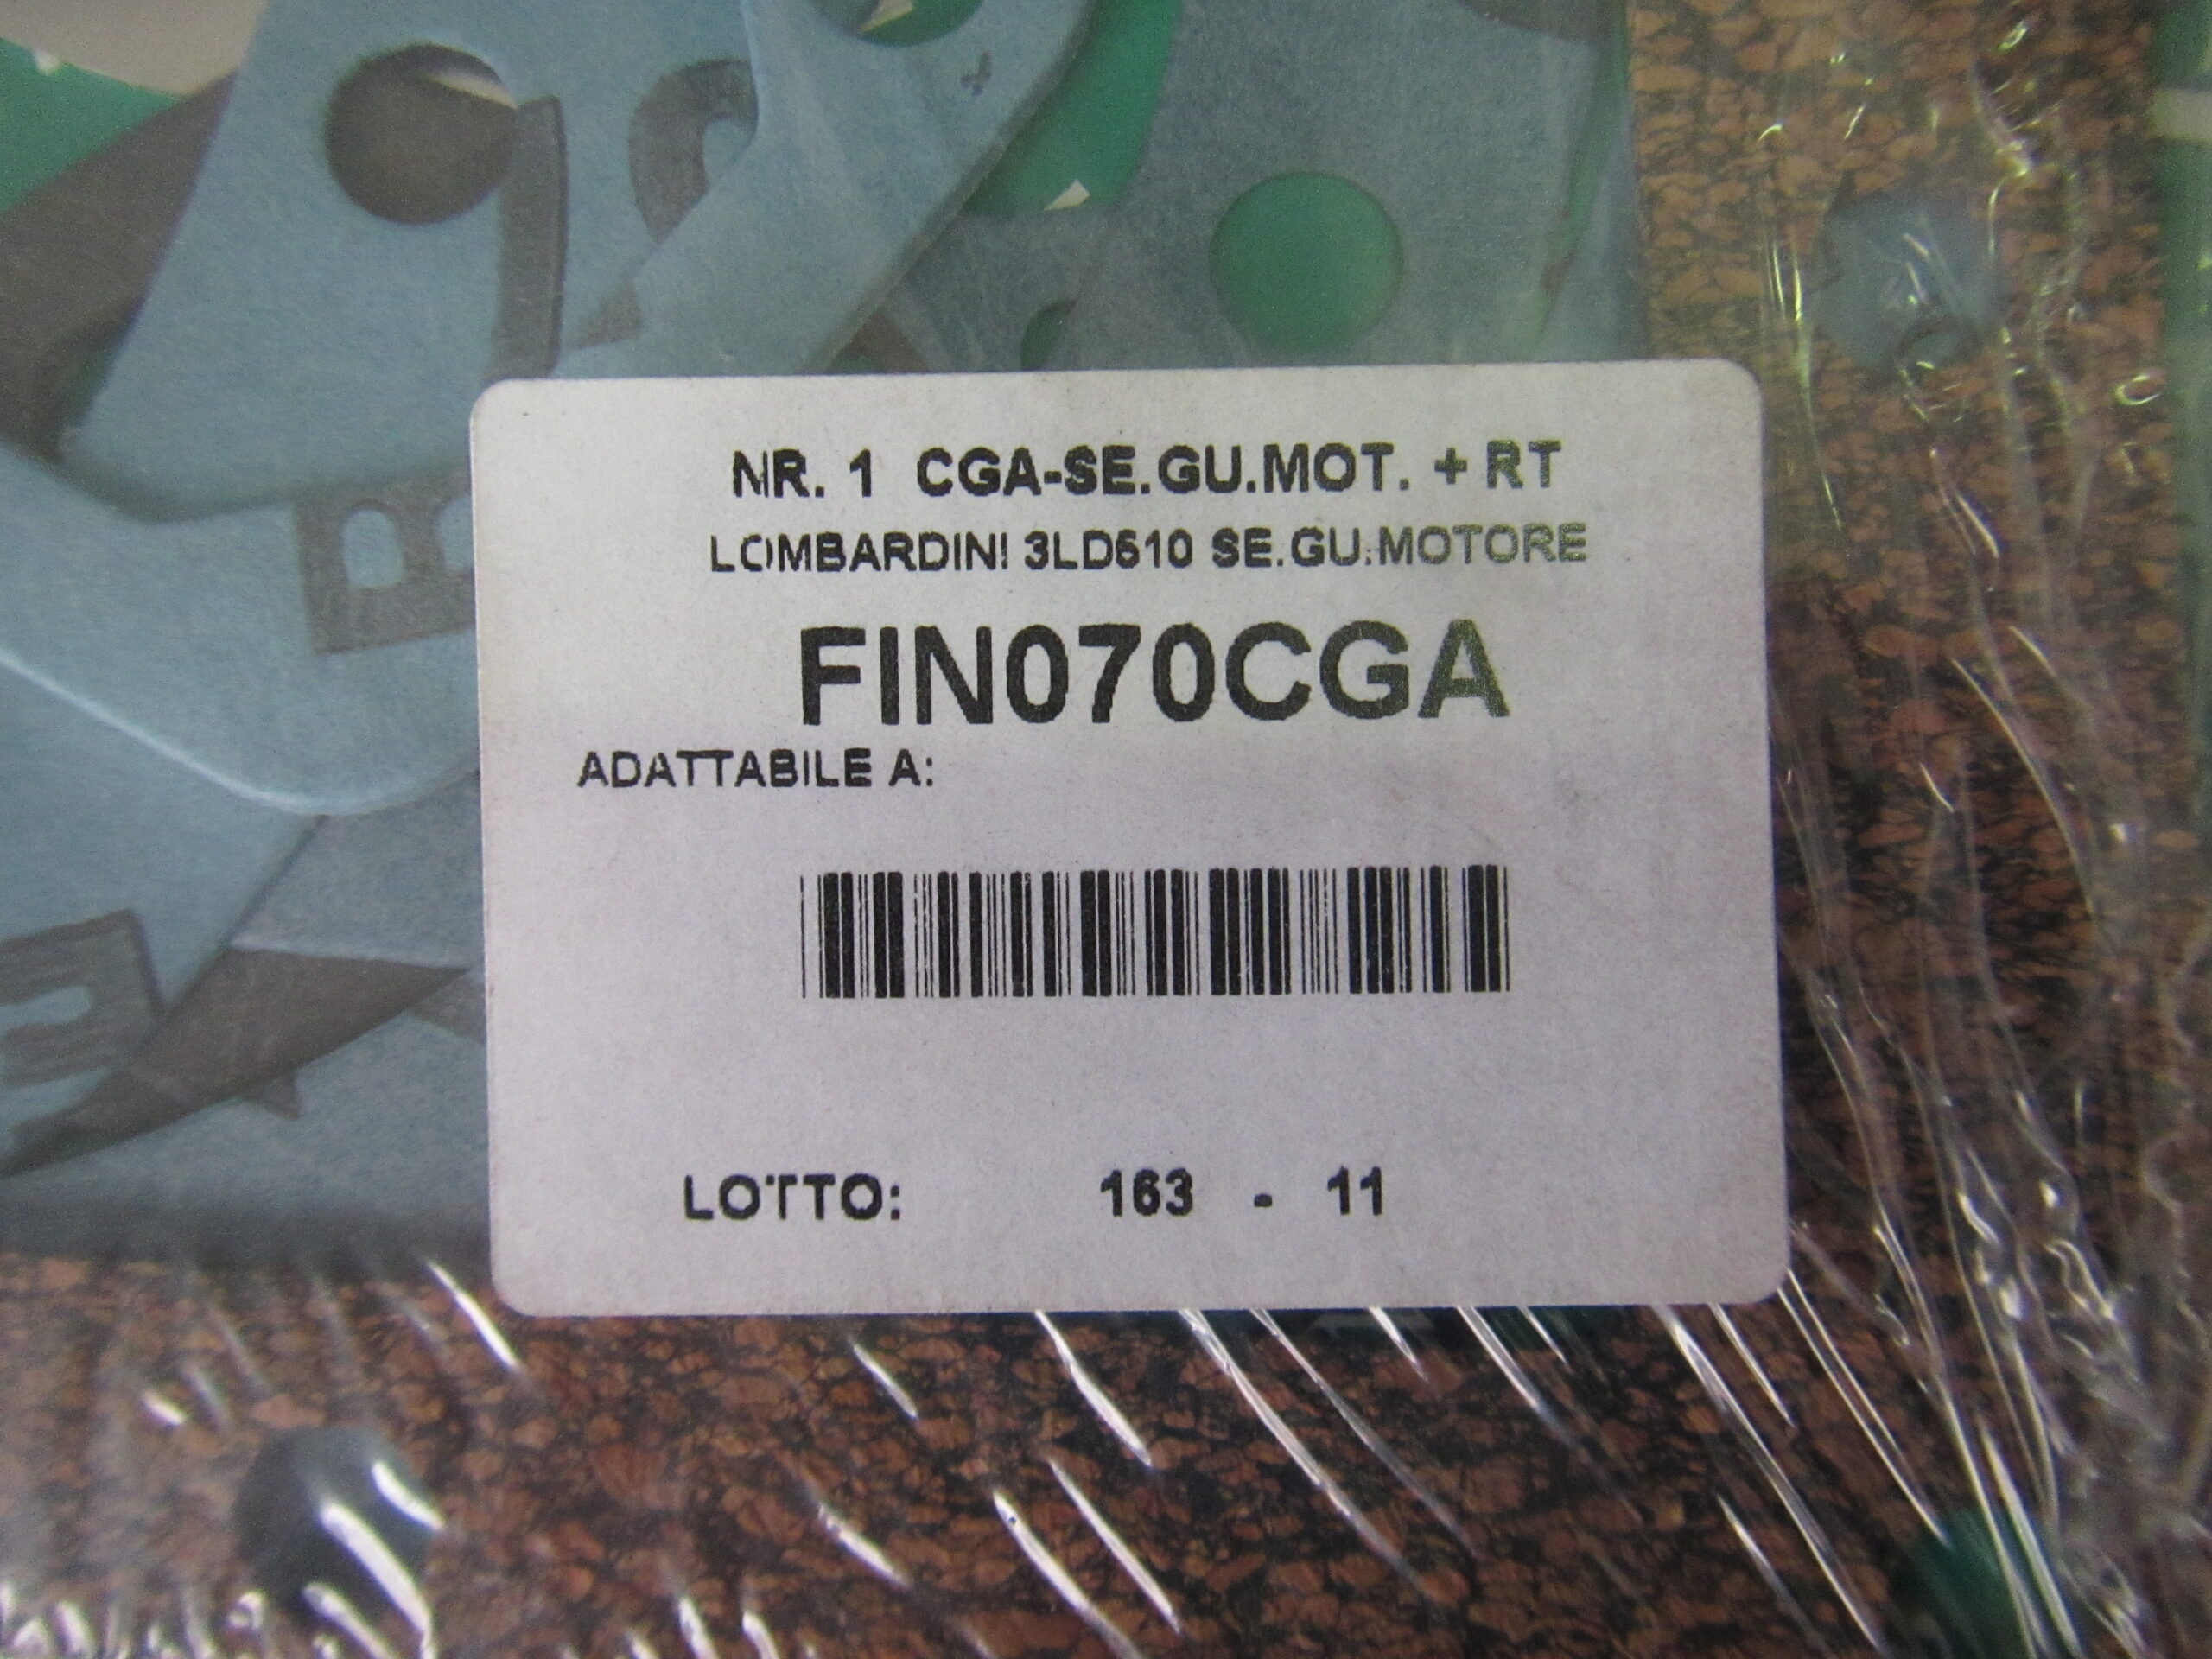 NR. 1 CGA-SE.GU.MOT. + RT
LOMBARDINI 3LD510 SE.GU.MOTORE
FIN070CGA
ADATTABILE A:
LOTTO: 163 - 11